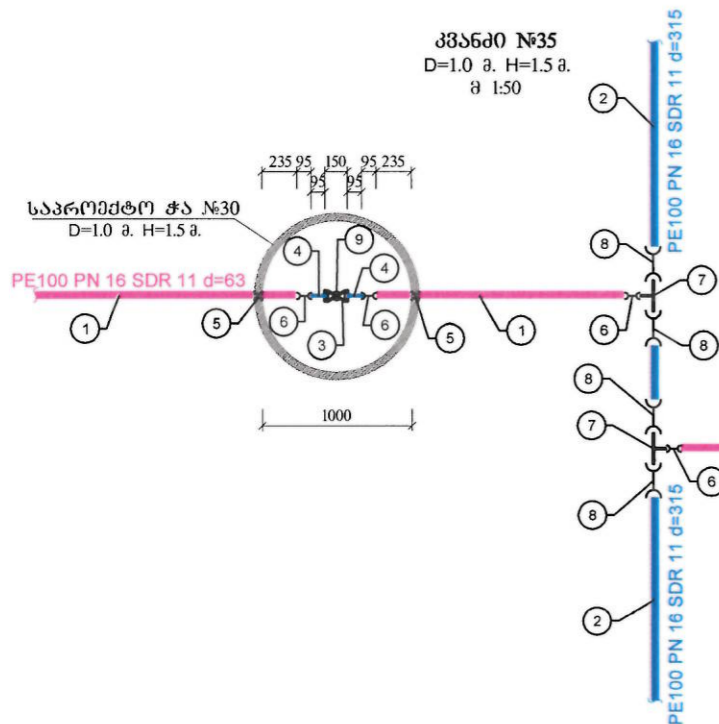 ᲙᲕᲐᲜᲫᲘ №35
D=1.0 მ. H=1.5 მ.
მ 1:50
PE100 PN 16 SDR 11 d=315
2
235 95 150 95 235
95 95
ᲡᲐᲞᲠᲝᲔᲥᲢᲝ ᲭᲐ №30
D=1.0 მ. H=1.5 მ.
4
9
4
8
7
PE100 PN 16 SDR 11 d=63
1
5
6
3
6
5
1
6
8
8
1000
7
6
8
2
PE100 PN 16 SDR 11 d=315